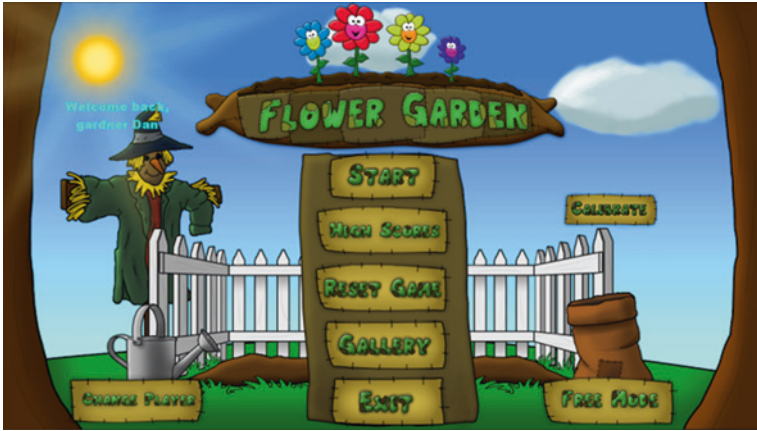 FLOWER GARDEN
Welcome back,
gardner Dan
START
HIGH SCORES
CALIBRATE
RESET GAME
GALLERY
CHANGE PLAYER
EXIT
FREE MODE